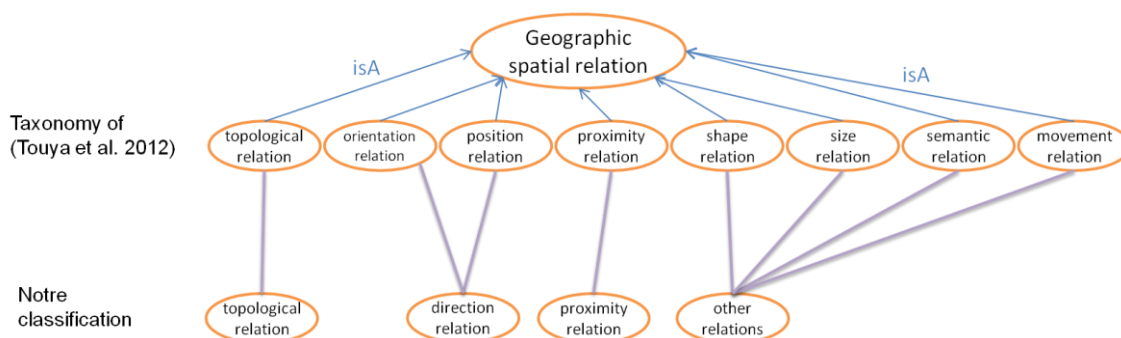 Geographic
spatial relation
isA
isA
Taxonomy of
(Touya et al. 2012)
topological
relation
orientation
relation
position
relation
proximity
relation
shape
relation
size
relation
semantic
relation
movement
relation
Notre
classification
topological
relation
direction
relation
proximity
relation
other
relations